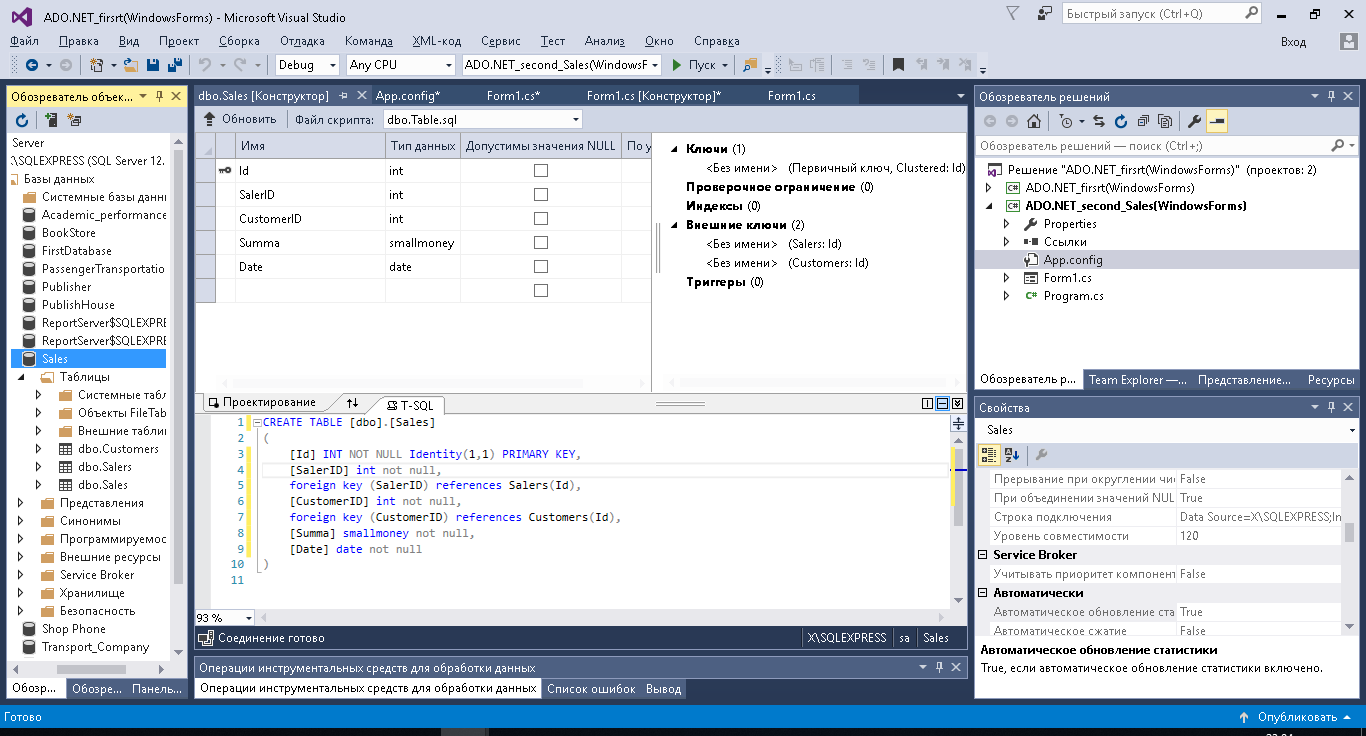 ADO.NET_firsrt(WindowsForms) - Microsoft Visual Studio
Быстрый запуск (Ctrl+Q)
Файл Правка Вид Проект Сборка Отладка Команда XML-код Сервис Тест Анализ Окно Справка
Вход
Debug Any CPU ADO.NET_second_Sales(WindowsF Пуск
Обозреватель объек...
Server
:\SQLEXPRESS (SQL Server 12.
Базы данных
Системные базы данн
Academic_performance
BookStore
FirstDatabase
PassengerTransportatio
Publisher
PublishHouse
ReportServer$SQLEXPRE
ReportServer$SQLEXPRE
Sales
Таблицы
Системные табл
Объекты FileTab
Внешние таблиц
dbo.Customers
dbo.Salers
dbo.Sales
Представления
Синонимы
Программируемос
Внешние ресурсы
Service Broker
Хранилище
Безопасность
Shop Phone
Transport_Company
Обозр... Обозре... Панель...
dbo.Sales [Конструктор] App.config* Form1.cs* Form1.cs [Конструктор]* Form1.cs
Обновить Файл скрипта: dbo.Table.sql
Имя Тип данных Допустимы значения NULL По у
Id int
SalerID int
CustomerID int
Summa smallmoney
Date date
Ключи (1)
<Без имени> (Первичный ключ, Clustered: Id)
Проверочное ограничение (0)
Индексы (0)
Внешние ключи (2)
<Без имени> (Salers: Id)
<Без имени> (Customers: Id)
Триггеры (0)
Проектирование T-SQL
1 CREATE TABLE [dbo].[Sales]
2 (
3 [Id] INT NOT NULL Identity(1,1) PRIMARY KEY,
4 [SalerID] int not null,
5 foreign key (SalerID) references Salers(Id),
6 [CustomerID] int not null,
7 foreign key (CustomerID) references Customers(Id),
8 [Summa] smallmoney not null,
9 [Date] date not null
10 )
11
93 %
Соединение готово X\SQLEXPRESS sa Sales
Операции инструментальных средств для обработки данных
Операции инструментальных средств для обработки данных Список ошибок Вывод
Обозреватель решений
Обозреватель решений — поиск (Ctrl+;)
Решение "ADO.NET_firsrt(WindowsForms)" (проектов: 2)
ADO.NET_firsrt(WindowsForms)
ADO.NET_second_Sales(WindowsForms)
Properties
Ссылки
App.config
Form1.cs
Program.cs
Обозреватель р... Team Explorer —... Представление... Ресурсы
Свойства
Sales
Прерывание при округлении чис False
При объединении значений NUL True
Строка подключения Data Source=X\SQLEXPRESS;In
Уровень совместимости 120
Service Broker
Учитывать приоритет компонент False
Автоматически
Автоматическое обновление ста True
Автоматическое сжатие False
Автоматическое обновление статистики
True, если автоматическое обновление статистики включено.
Готово
Опубликовать